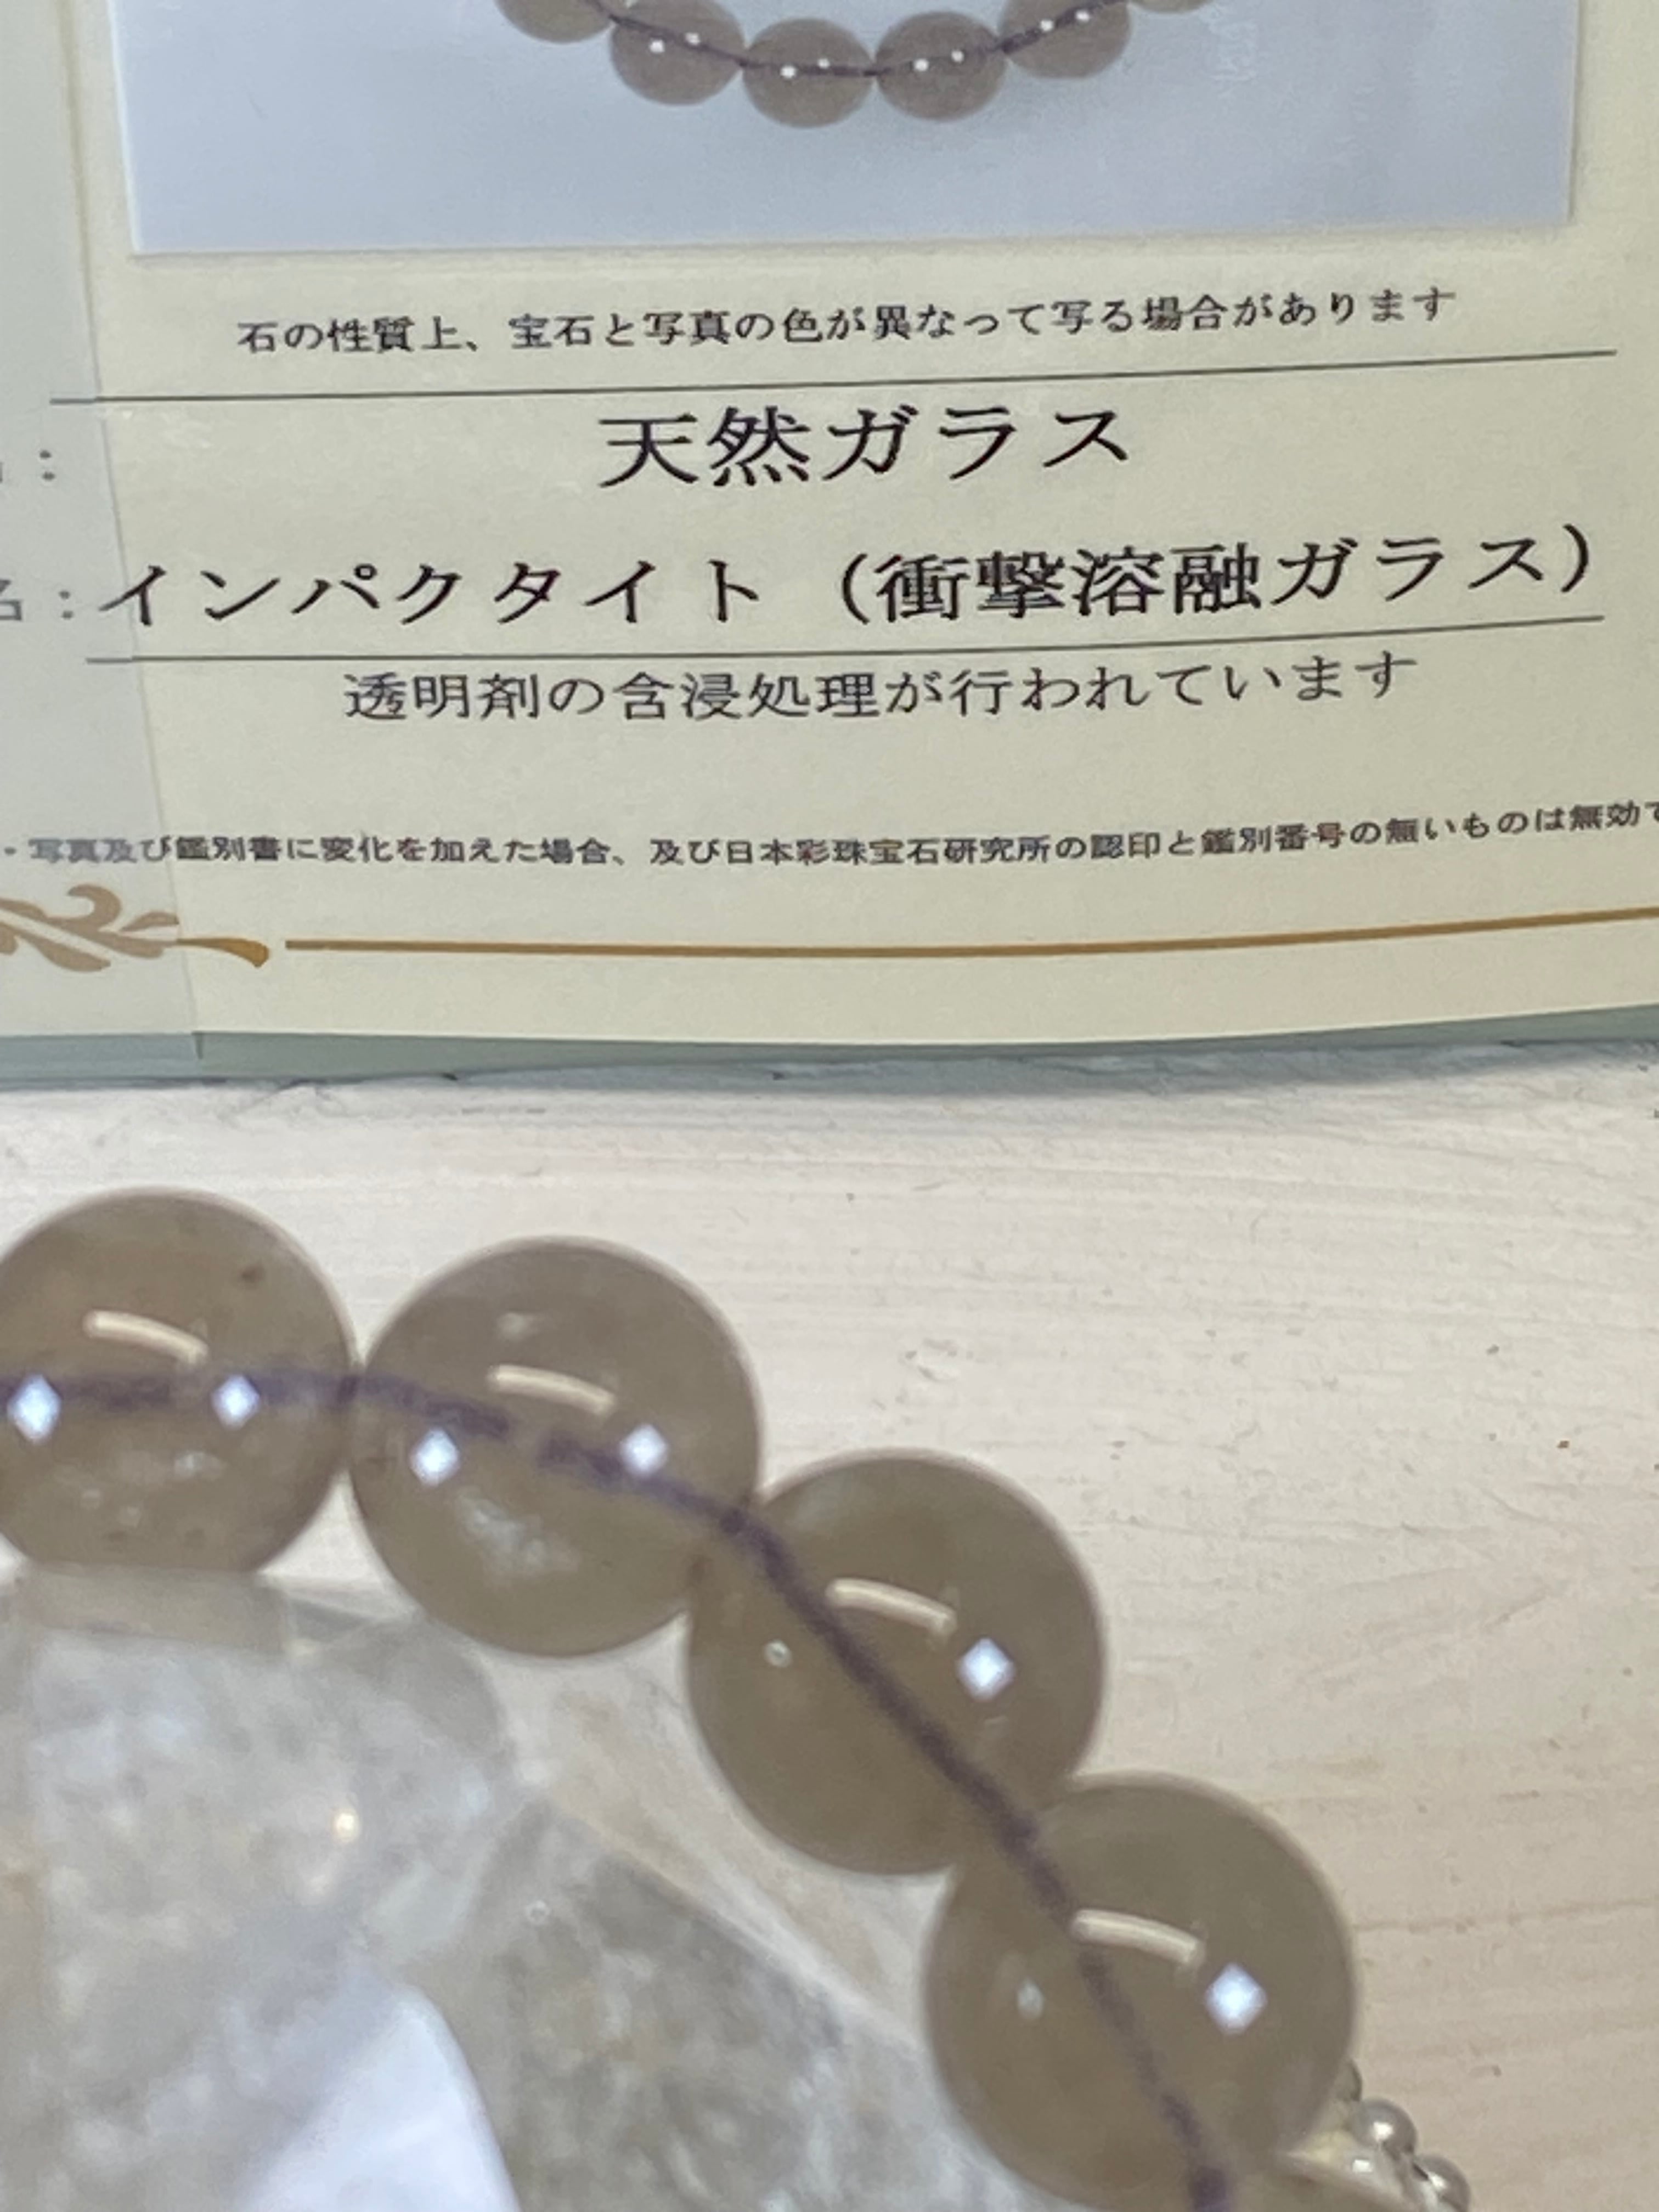 石の性質上、宝石と写真の色が異なって写る場合があります
：天然ガラス
名：インパクタイト（衝撃溶融ガラス）
透明剤の含浸処理が行われています
・写真及び鑑別書に変化を加えた場合、及び日本彩珠宝石研究所の認印と鑑別番号の無いものは無効で